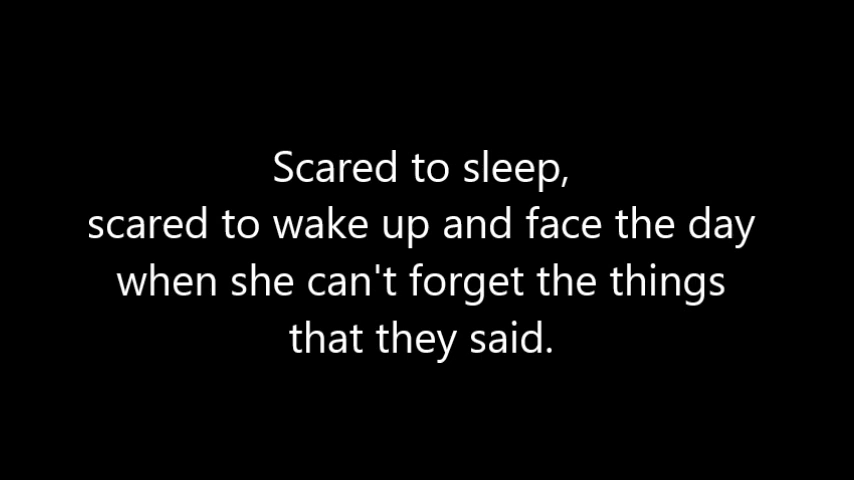 Scared to sleep,
scared to wake up and face the day
when she can't forget the things
that they said.